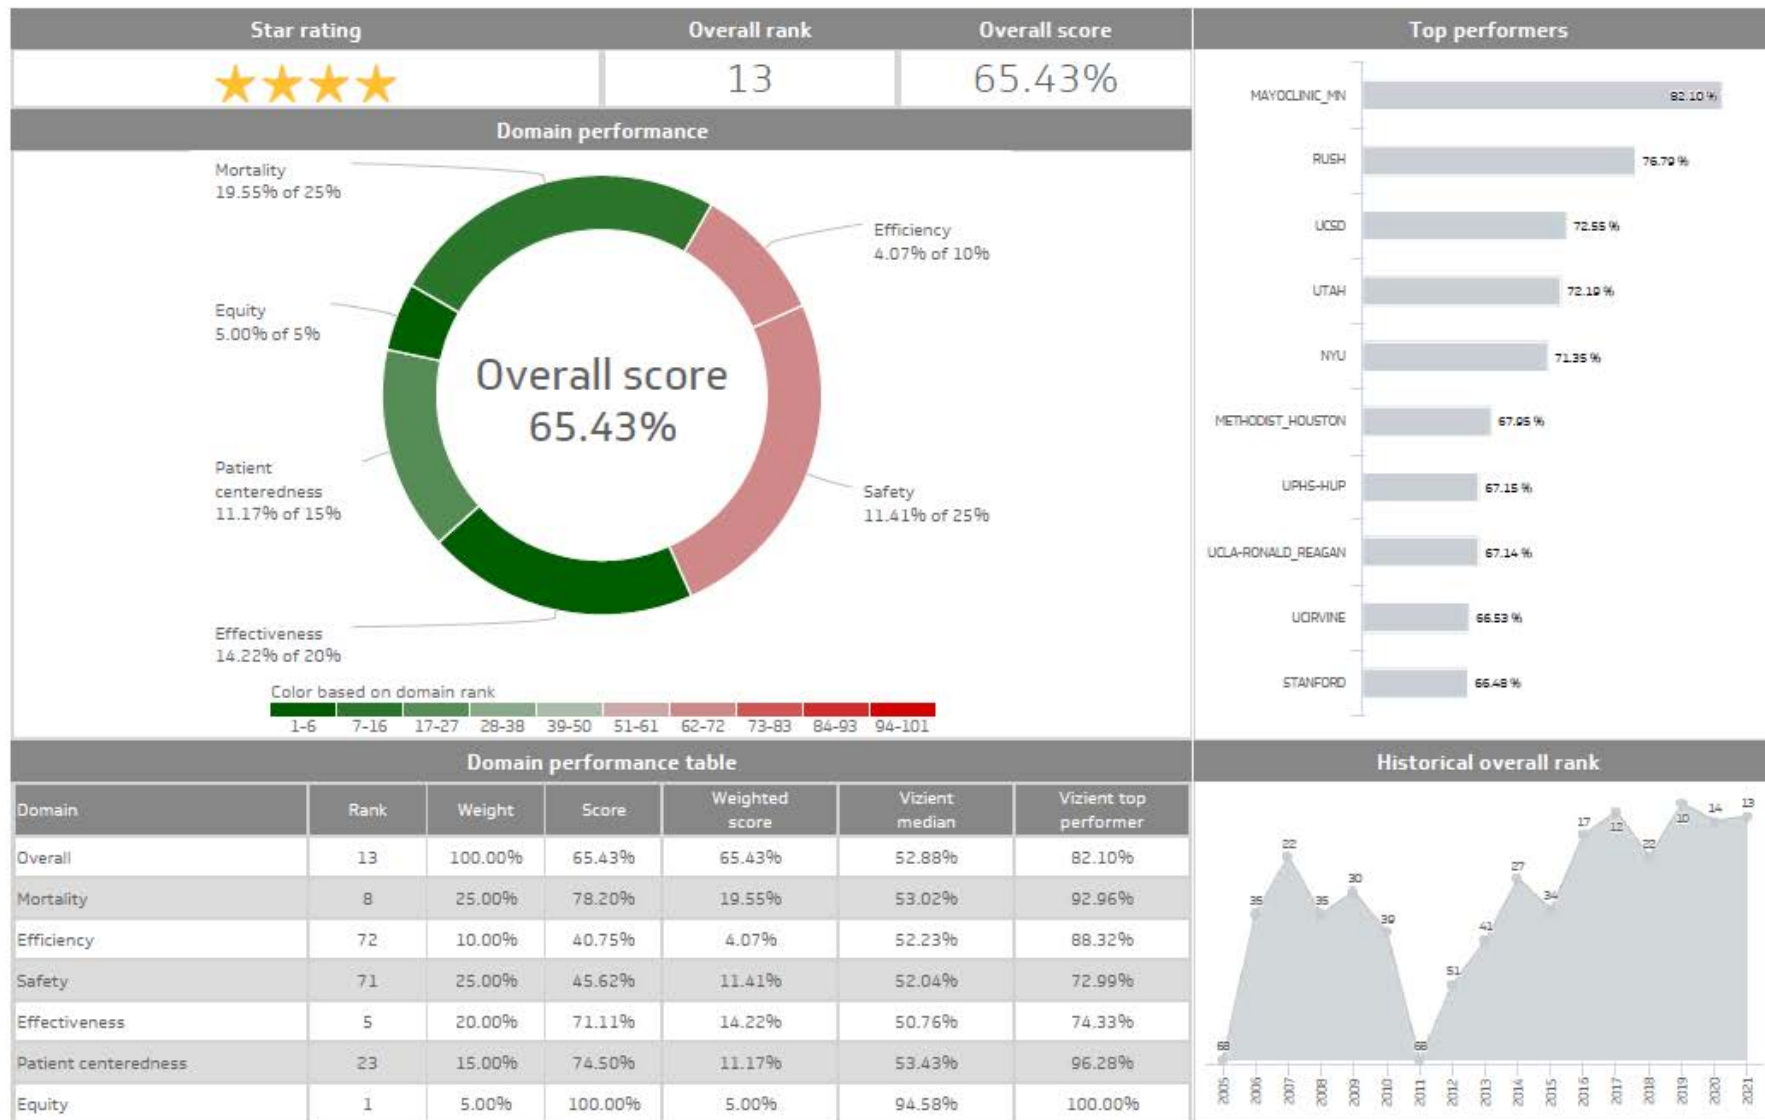 Star rating
Overall rank
Overall score
Top performers
13
65.43%
Domain performance
Mortality
19.55% of 25%
Efficiency
4.07% of 10%
Equity
5.00% of 5%
Overall score
65.43%
Patient
centeredness
11.17% of 15%
Safety
11.41% of 25%
Effectiveness
14.22% of 20%
Color based on domain rank
1-6 7-16 17-27 28-38 39-50 51-61 62-72 73-83 84-93 94-101
MAYOCLINIC_MN 82.10 %
RUSH 76.79 %
UCSD 72.55 %
UTAH 72.19 %
NYU 71.35 %
METHODIST_HOUSTON 67.95 %
UPHS-HUP 67.15 %
UCLA-RONALD_REAGAN 67.14 %
UCIRVINE 66.53 %
STANFORD 66.48 %
Domain performance table
Domain Rank Weight Score Weighted score Vizient median Vizient top performer
Overall 13 100.00% 65.43% 65.43% 52.88% 82.10%
Mortality 8 25.00% 78.20% 19.55% 53.02% 92.96%
Efficiency 72 10.00% 40.75% 4.07% 52.23% 88.32%
Safety 71 25.00% 45.62% 11.41% 52.04% 72.99%
Effectiveness 5 20.00% 71.11% 14.22% 50.76% 74.33%
Patient centeredness 23 15.00% 74.50% 11.17% 53.43% 96.28%
Equity 1 5.00% 100.00% 5.00% 94.58% 100.00%
Historical overall rank
68 35 22 35 30 39 68 51 41 27 34 17 12 22 10 14 13
2005 2006 2007 2008 2009 2010 2011 2012 2013 2014 2015 2016 2017 2018 2019 2020 2021